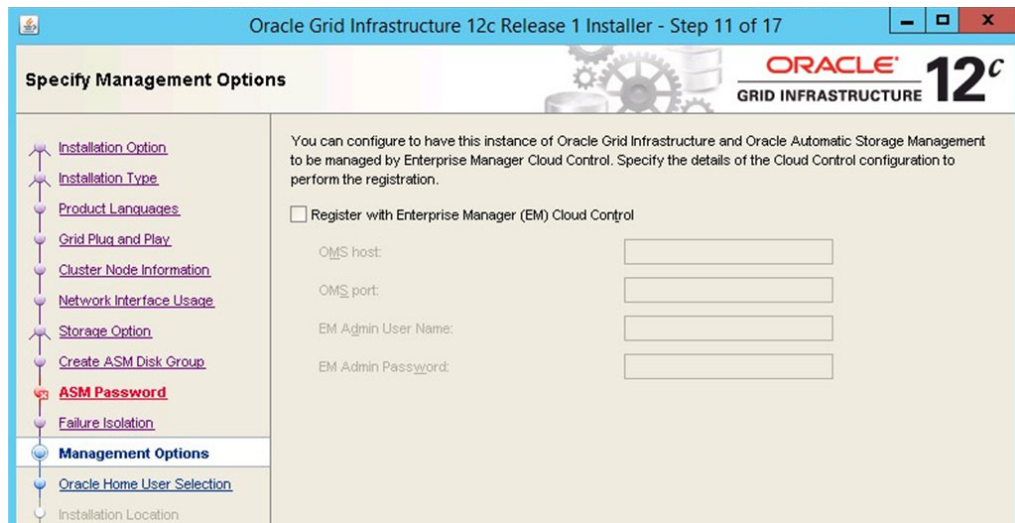 Oracle Grid Infrastructure 12c Release 1 Installer - Step 11 of 17
Specify Management Options
ORACLE
GRID INFRASTRUCTURE
12c
Installation Option
Installation Type
Product Languages
Grid Plug and Play
Cluster Node Information
Network Interface Usage
Storage Option
Create ASM Disk Group
ASM Password
Failure Isolation
Management Options
Oracle Home User Selection
Installation Location
You can configure to have this instance of Oracle Grid Infrastructure and Oracle Automatic Storage Management
to be managed by Enterprise Manager Cloud Control. Specify the details of the Cloud Control configuration to
perform the registration.
Register with Enterprise Manager (EM) Cloud Control
OMS host:
OMS port:
EM Admin User Name:
EM Admin Password: